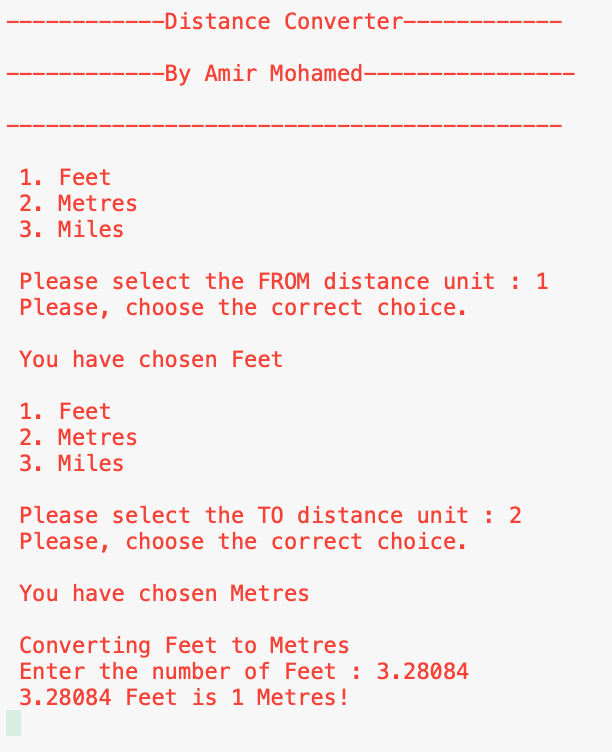 ------------Distance Converter------------
------------By Amir Mohamed----------------
------------------------------------------
1. Feet
2. Metres
3. Miles
Please select the FROM distance unit : 1
Please, choose the correct choice.
You have chosen Feet
1. Feet
2. Metres
3. Miles
Please select the TO distance unit : 2
Please, choose the correct choice.
You have chosen Metres
Converting Feet to Metres
Enter the number of Feet : 3.28084
3.28084 Feet is 1 Metres!